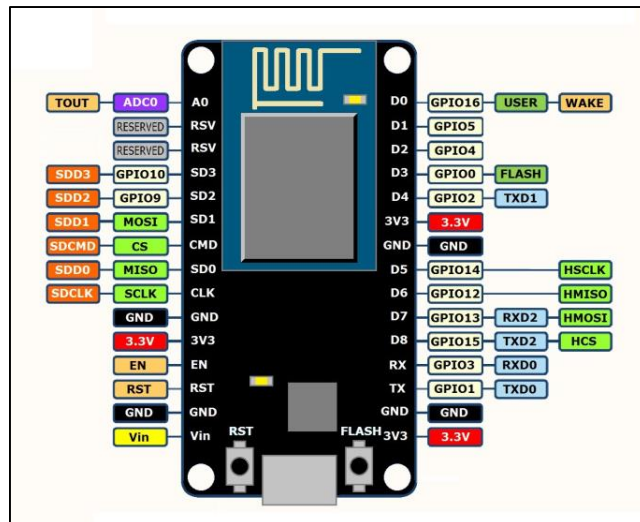 TOUT ADC0 A0 D0 GPIO16 USER WAKE
RESERVED RSV D1 GPIO5
RESERVED RSV D2 GPIO4
SDD3 GPIO10 SD3 D3 GPIO0 FLASH
SDD2 GPIO9 SD2 D4 GPIO2 TXD1
SDD1 MOSI SD1 3V3 3.3V
SDCMD CS CMD GND GND
SDD0 MISO SD0 D5 GPIO14 HSCLK
SDCLK SCLK CLK D6 GPIO12 HMISO
GND GND D7 GPIO13 RXD2 HMOSI
3.3V 3V3 D8 GPIO15 TXD2 HCS
EN EN RX GPIO3 RXD0
RST RST TX GPIO1 TXD0
GND GND GND GND
Vin Vin RST FLASH 3V3 3.3V